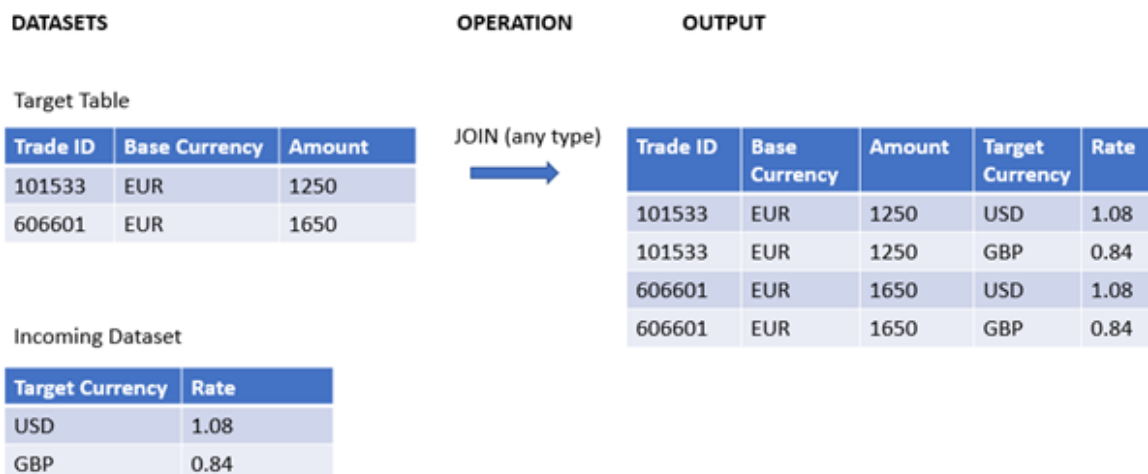 DATASETS OPERATION OUTPUT
Target Table
Trade ID Base Currency Amount
101533 EUR 1250
606601 EUR 1650
Incoming Dataset
Target Currency Rate
USD 1.08
GBP 0.84
JOIN (any type)
Trade ID Base Currency Amount Target Currency Rate
101533 EUR 1250 USD 1.08
101533 EUR 1250 GBP 0.84
606601 EUR 1650 USD 1.08
606601 EUR 1650 GBP 0.84